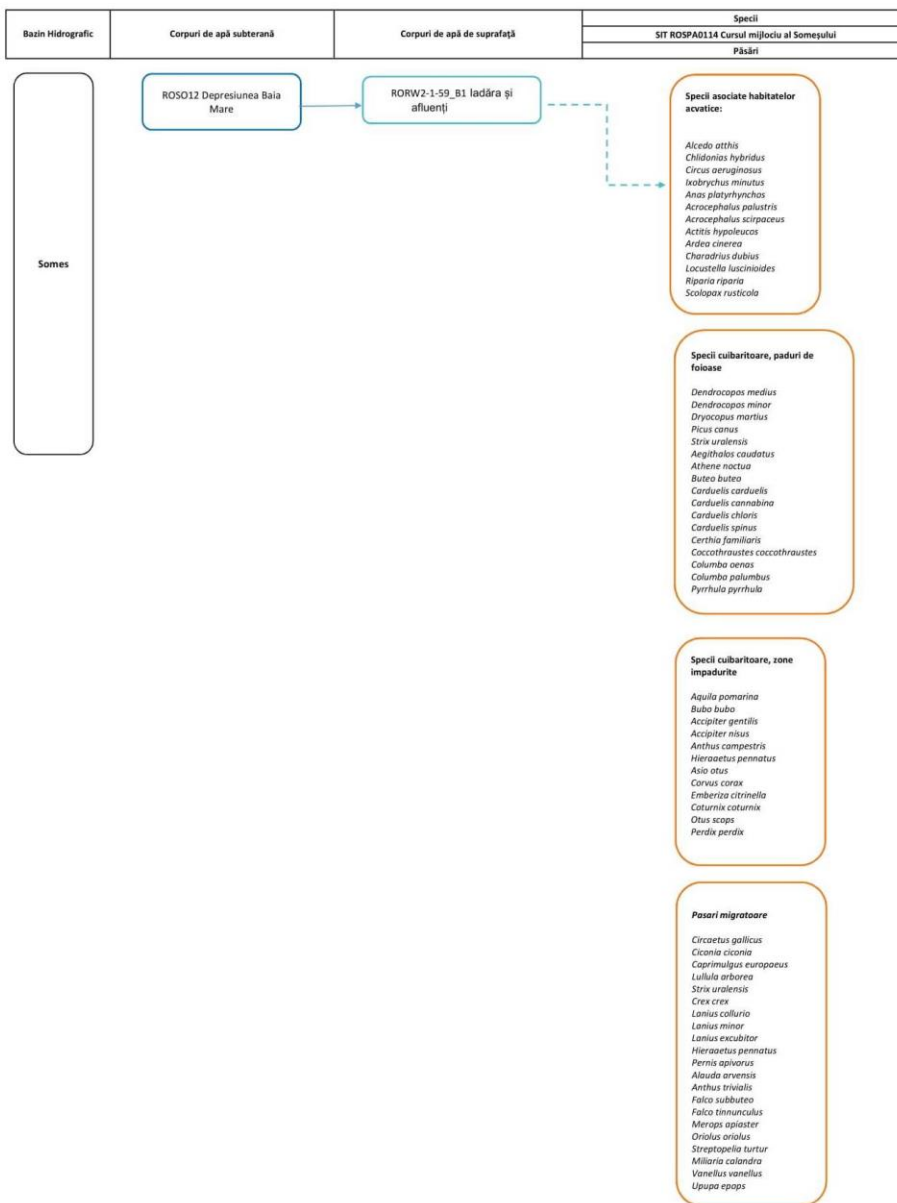 Bazin Hidrografic
Corpuri de apă subterană
Corpuri de apă de suprafață
Specii
SIT ROSPA0114 Cursul mijlociu al Someșului
Păsări
Somes
ROSO12 Depresiunea Baia
Mare
RORW2-1-59_B1 Iadăra și
afluenți
Specii asociate habitatelor
acvatice:
Alcedo atthis
Chlidonias hybridus
Circus aeruginosus
Ixobrychus minutus
Anas platyrhynchos
Acrocephalus palustris
Acrocephalus scirpaceus
Actitis hypoleucos
Ardea cinerea
Charadrius dubius
Locustella luscinioides
Riparia riparia
Scolopax rusticola
Specii cuibaritoare, paduri de
foioase
Dendrocopos medius
Dendrocopos minor
Dryocopus martius
Picus canus
Strix uralensis
Aegithalos caudatus
Athene noctua
Buteo buteo
Carduelis carduelis
Carduelis cannabina
Carduelis chloris
Carduelis spinus
Certhia familiaris
Coccothraustes coccothraustes
Columba oenas
Columba palumbus
Pyrrhula pyrrhula
Specii cuibaritoare, zone
impadurite
Aquila pomarina
Bubo bubo
Accipiter gentilis
Accipiter nisus
Anthus campestris
Hieraaetus pennatus
Asio otus
Corvus corax
Emberiza citrinella
Coturnix coturnix
Otus scops
Perdix perdix
Pasari migratoare
Circaetus gallicus
Ciconia ciconia
Caprimulgus europaeus
Lullula arborea
Strix uralensis
Crex crex
Lanius collurio
Lanius minor
Lanius excubitor
Hieraaetus pennatus
Pernis apivorus
Alauda arvensis
Anthus trivialis
Falco subbuteo
Falco tinnunculus
Merops apiaster
Oriolus oriolus
Streptopelia turtur
Miliaria calandra
Vanellus vanellus
Upupa epops